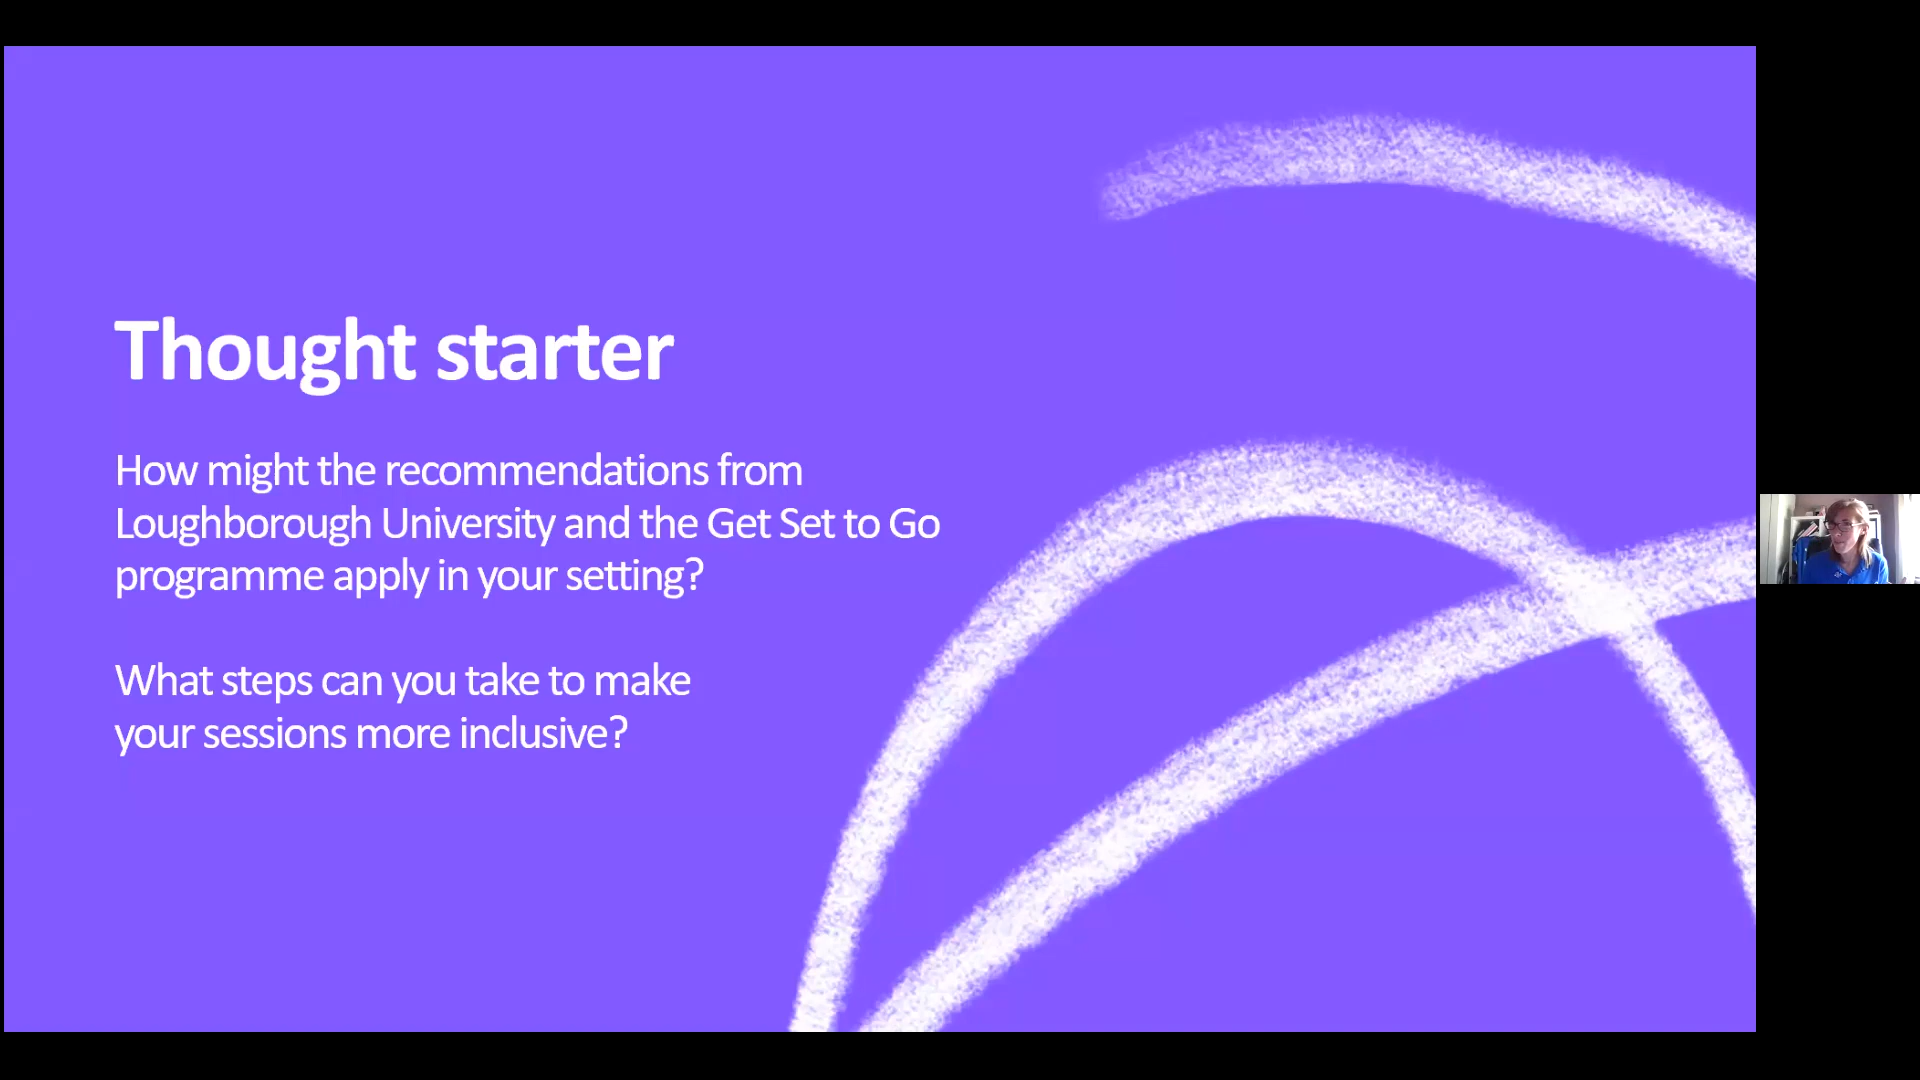 Thought starter
How might the recommendations from
Loughborough University and the Get Set to Go
programme apply in your setting?
What steps can you take to make
your sessions more inclusive?